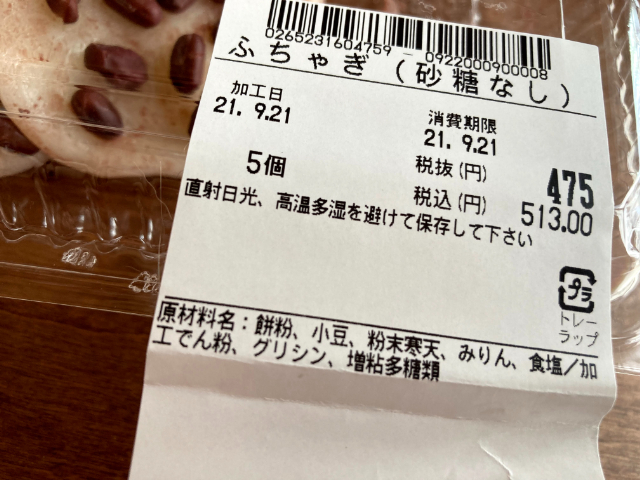 0265231604759 - 0922000900008
ふちゃぎ(砂糖なし)
加工日
21. 9.21
消費期限
21. 9.21
5個
税抜(円)
475
税込(円)
513.00
直射日光、高温多湿を避けて保存して下さい
プラ
トレー
ラップ
原材料名：餅粉、小豆、粉末寒天、みりん、食塩／加
工でん粉、グリシン、増粘多糖類